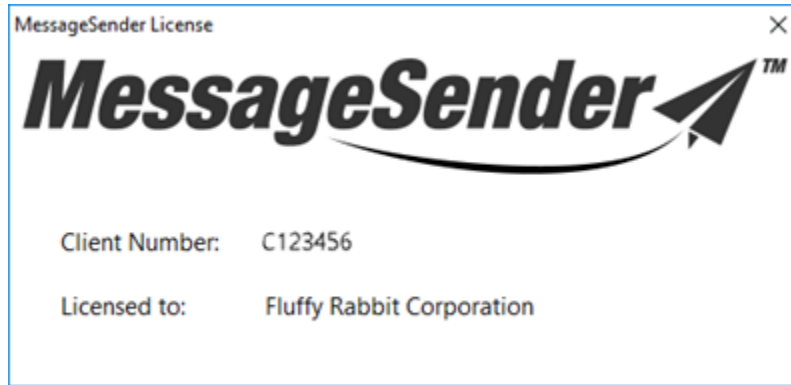 MessageSender License
MessageSender™
Client Number: C123456
Licensed to: Fluffy Rabbit Corporation